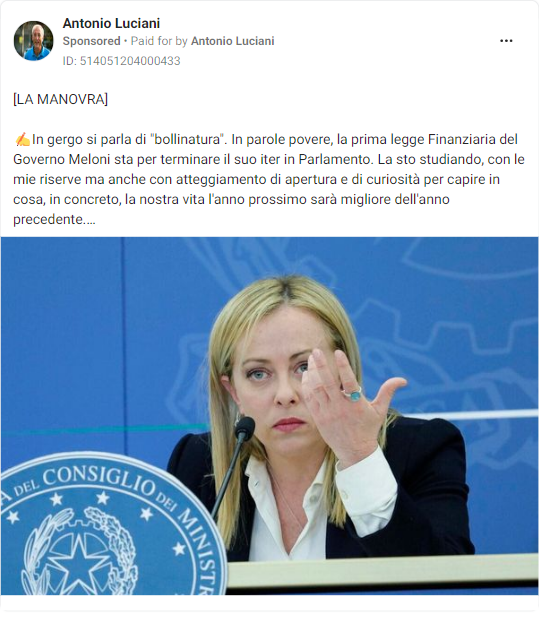 Antonio Luciani
Sponsored • Paid for by Antonio Luciani
ID: 514051204000433
[LA MANOVRA]
✍️In gergo si parla di "bollinatura". In parole povere, la prima legge Finanziaria del
Governo Meloni sta per terminare il suo iter in Parlamento. La sto studiando, con le
mie riserve ma anche con atteggiamento di apertura e di curiosità per capire in
cosa, in concreto, la nostra vita l'anno prossimo sarà migliore dell'anno
precedente....
DEL CONSIGLIO DEI MINISTR